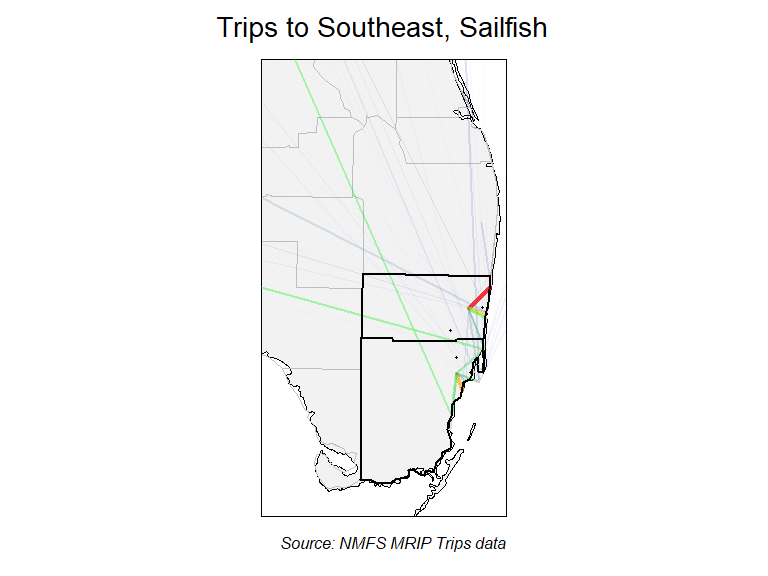 Trips to Southeast, Sailfish
Source: NMFS MRIP Trips data